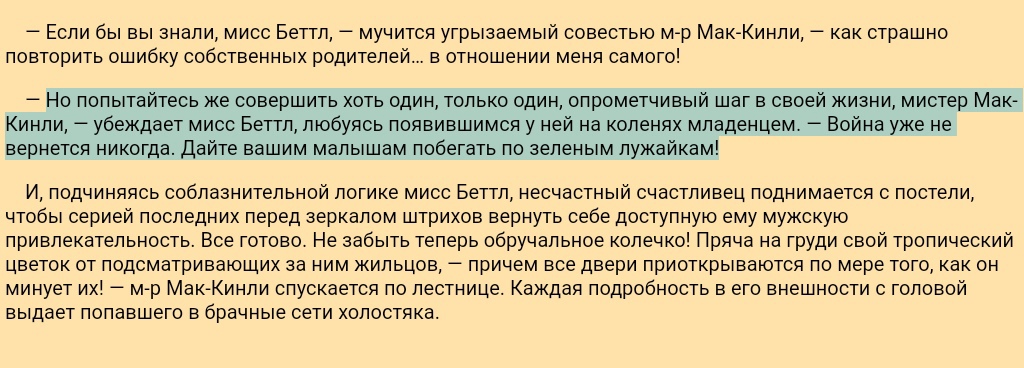 — Если бы вы знали, мисс Беттл, — мучится угрызаемый совестью м-р Мак-Кинли, — как страшно
повторить ошибку собственных родителей… в отношении меня самого!
— Но попытайтесь же совершить хоть один, только один, опрометчивый шаг в своей жизни, мистер Мак-
Кинли, — убеждает мисс Беттл, любуясь появившимся у ней на коленях младенцем. — Война уже не
вернется никогда. Дайте вашим малышам побегать по зеленым лужайкам!
И, подчиняясь соблазнительной логике мисс Беттл, несчастный счастливец поднимается с постели,
чтобы серией последних перед зеркалом штрихов вернуть себе доступную ему мужскую
привлекательность. Все готово. Не забыть теперь обручальное колечко! Пряча на груди свой тропический
цветок от подсматривающих за ним жильцов, — причем все двери приоткрываются по мере того, как он
минует их! — м-р Мак-Кинли спускается по лестнице. Каждая подробность в его внешности с головой
выдает попавшего в брачные сети холостяка.